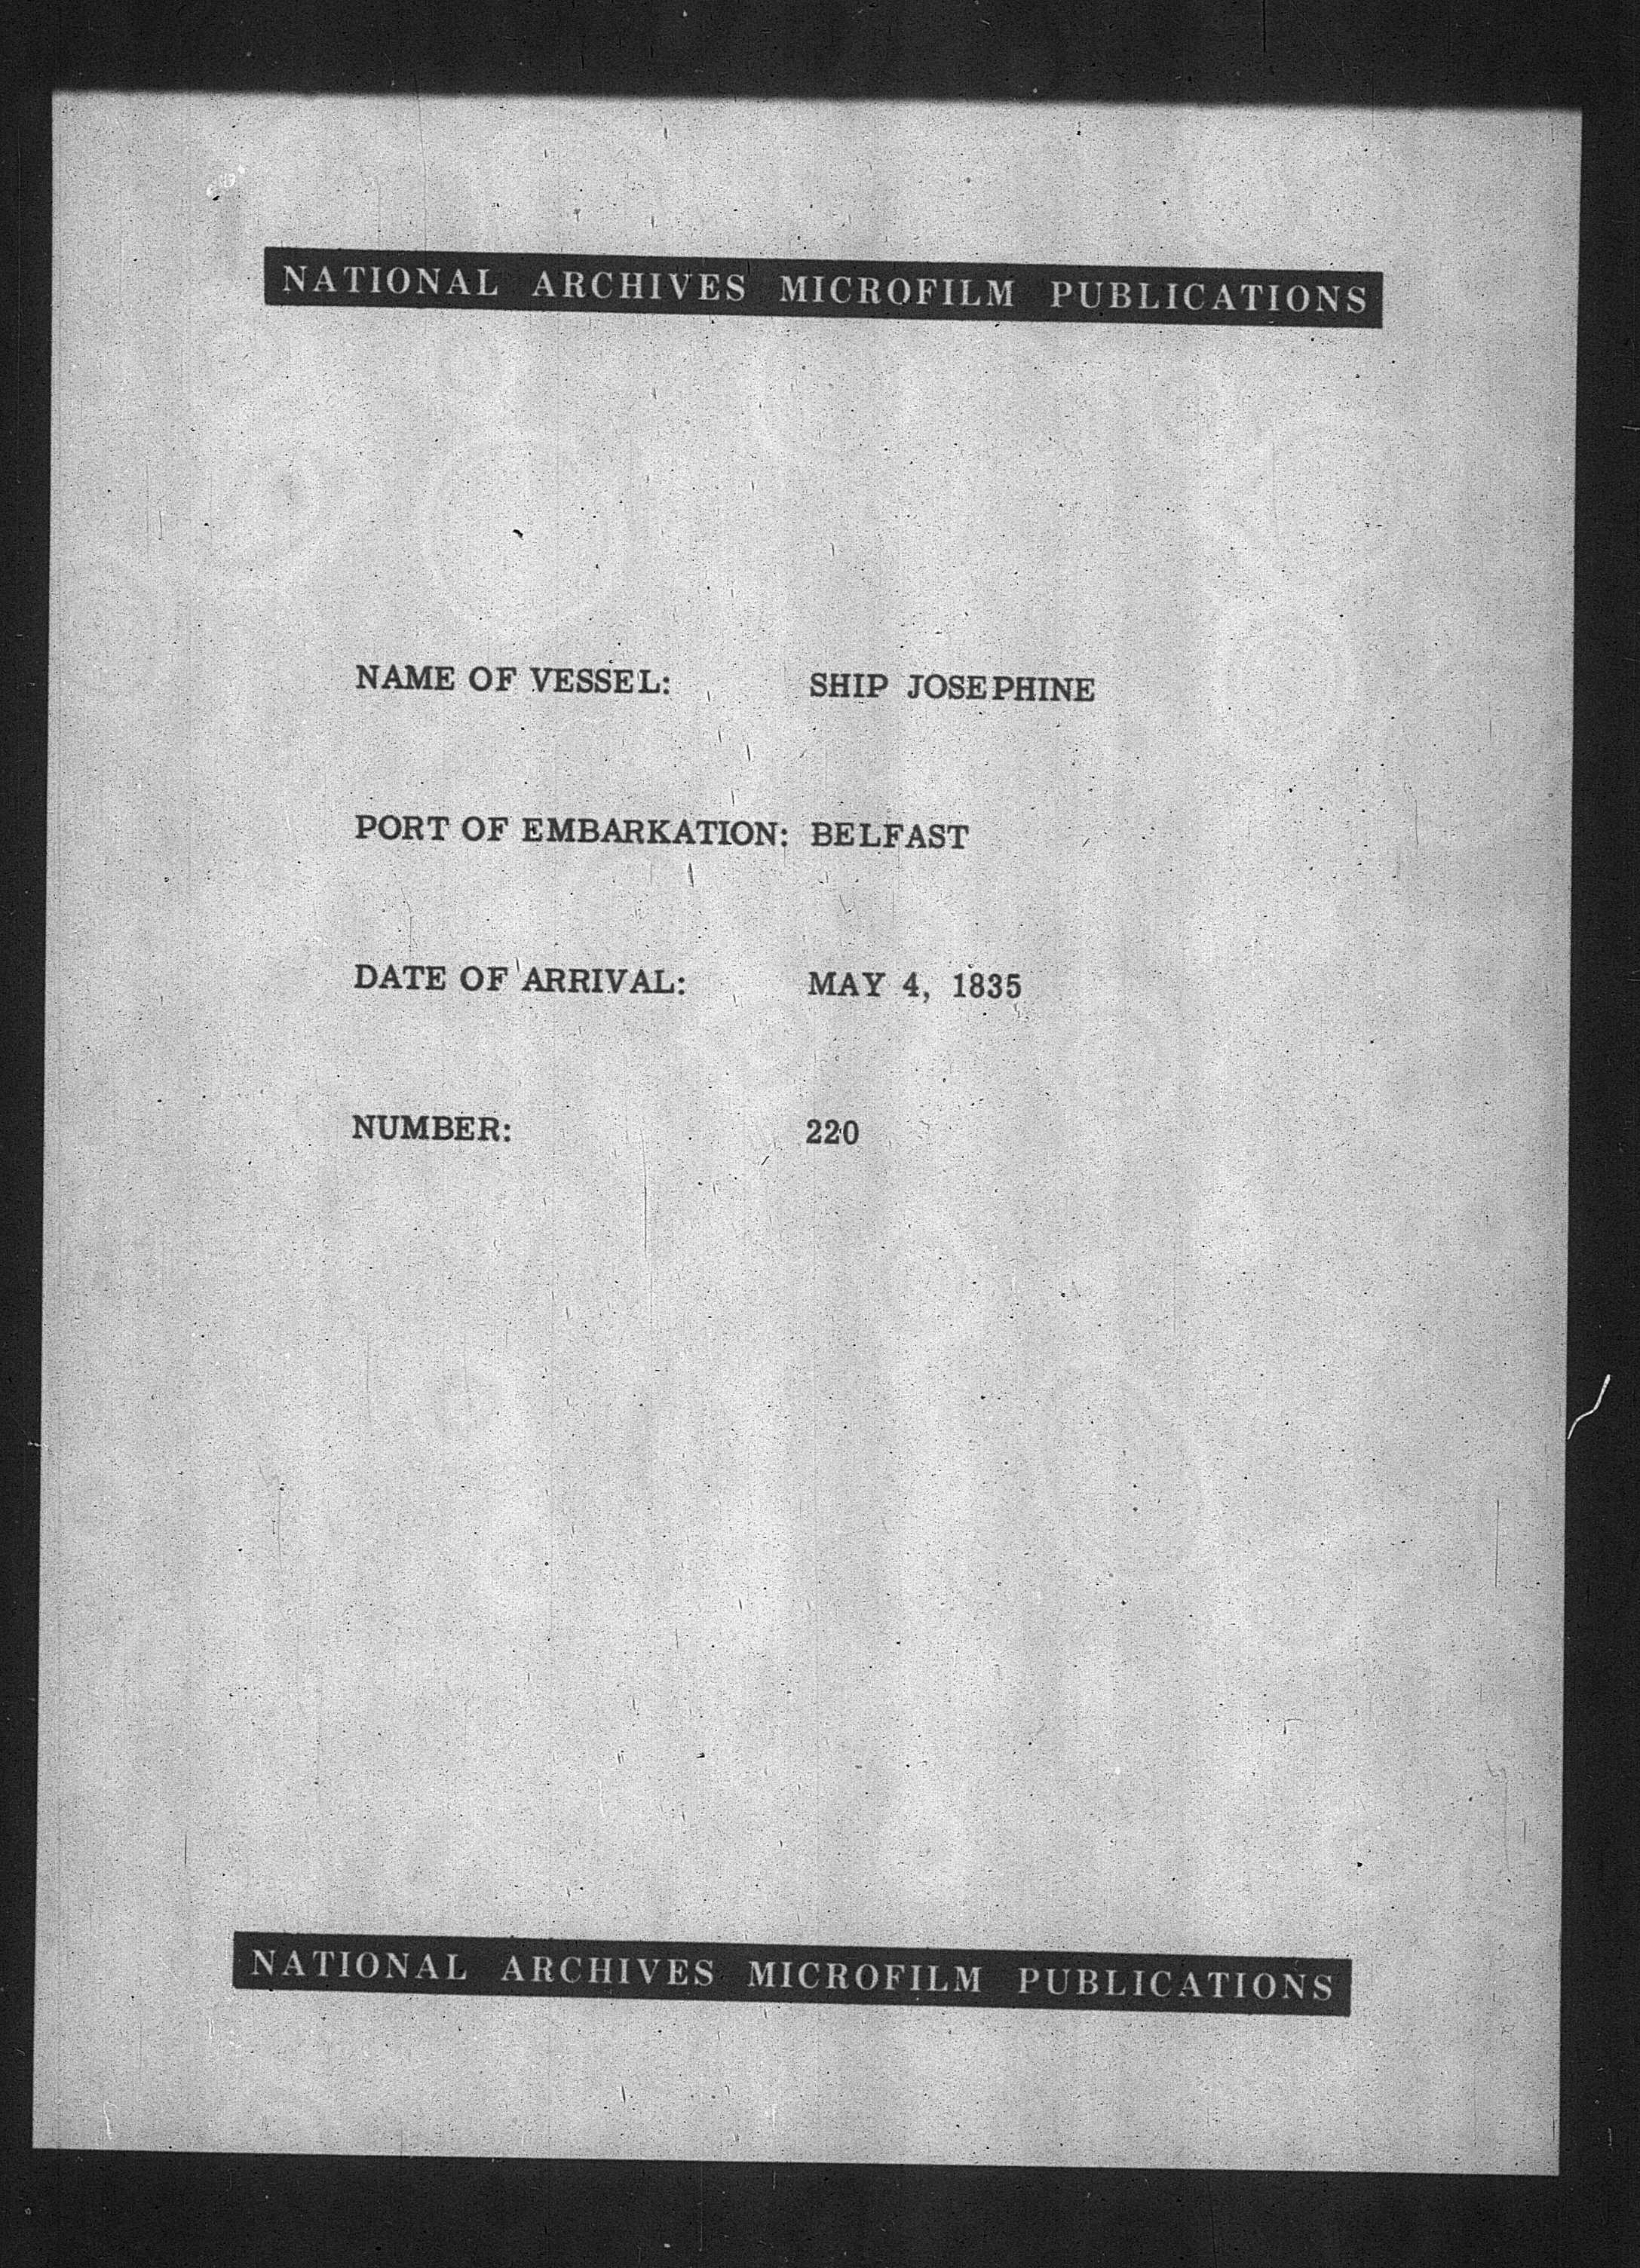 NATIONAL ARCHIVES MICROFILM PUBLICATIONS
NAME OF VESSEL: SHIP JOSEPHINE
PORT OF EMBARKATION: BELFAST
DATE OF ARRIVAL: MAY 4, 1835
NUMBER: 220
NATIONAL ARCHIVES MICROFILM PUBLICATIONS